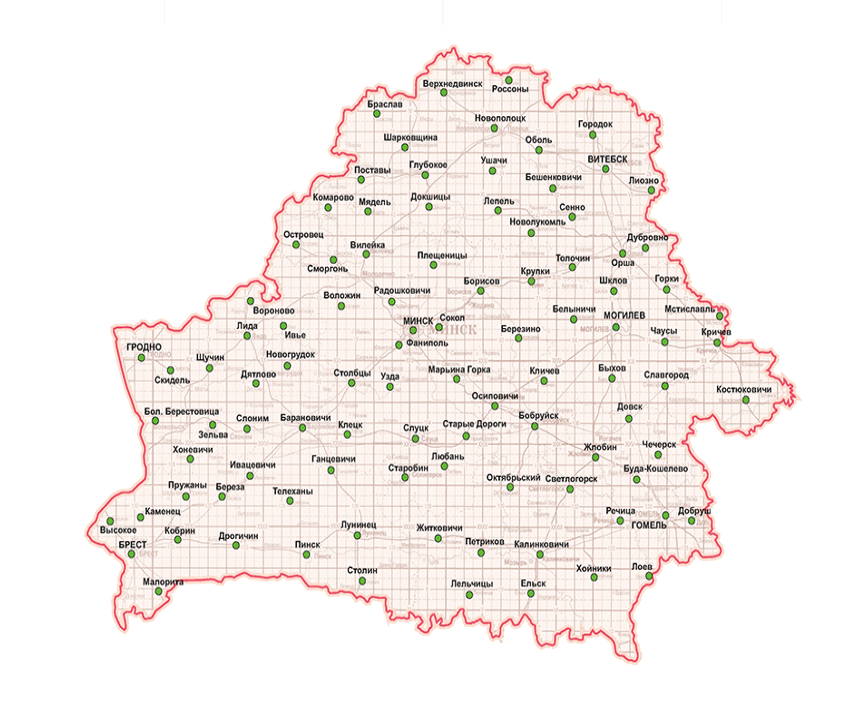 Верхнедвинск
Россоны
Браслав
Новополоцк
Городок
Шарковщина
Оболь
Поставы
Глубокое
Ушачи
ВИТЕБСК
Бешенковичи
Лиозно
Комарово
Мядель
Докшицы
Лепель
Сенно
Новолукомль
Островец
Вилейка
Дубровно
Сморгонь
Плещеницы
Толочин
Орша
Крупки
Шклов
Горки
Воложин
Радошковичи
Борисов
Вороново
Белыничи
МОГИЛЕВ
Мстиславль
Лида
Ивье
МИНСК
Сокол
Березино
Чаусы
Кричев
ГРОДНО
Фаниполь
Щучин
Новогрудок
Скидель
Дятлово
Столбцы
Узда
Марьина Горка
Кличев
Быхов
Славгород
Костюковичи
Осиповичи
Бол. Берестовица
Зельва
Слоним
Барановичи
Клецк
Слуцк
Старые Дороги
Бобруйск
Довск
Хоневичи
Ивацевичи
Ганцевичи
Старобин
Любань
Жлобин
Чечерск
Буда-Кошелево
Пружаны
Береза
Телеханы
Октябрьский
Светлогорск
Каменец
Высокое
Речица
ГОМЕЛЬ
Добруш
БРЕСТ
Кобрин
Дрогичин
Пинск
Лунинец
Житковичи
Петриков
Калинковичи
Малорита
Столин
Лельчицы
Ельск
Хойники
Лоев